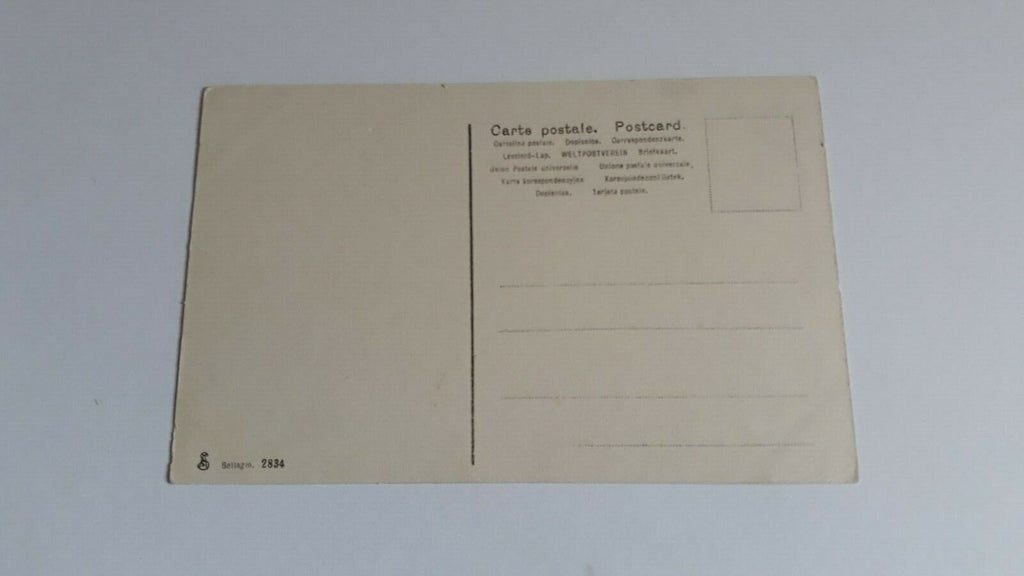 Carte postale. Postcard.
Cartolina postale. Dopisnice. Correspondenzkarte.
Levelező-Lap. WELTPOSTVEREIN Briefkaart.
Union Postale universelle Unione postale universale.
Karta korespondencyjna Korespondenční lístek.
Dopisnica. Tarjeta postale.
2834